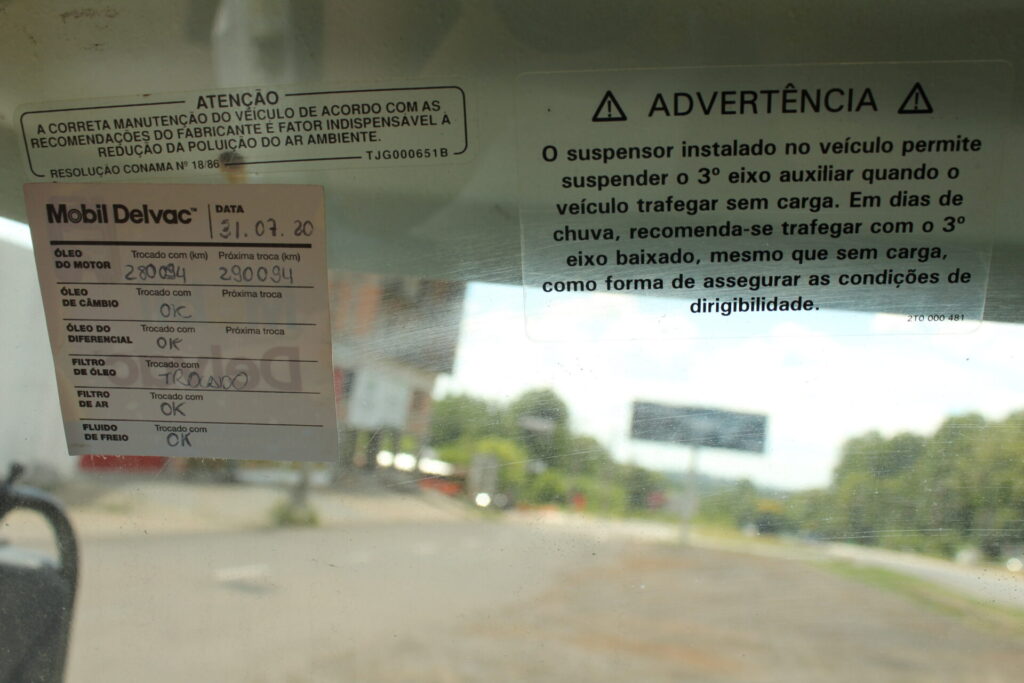 ATENÇÃO
A CORRETA MANUTENÇÃO DO VEÍCULO DE ACORDO COM AS
RECOMENDAÇÕES DO FABRICANTE É FATOR INDISPENSÁVEL À
REDUÇÃO DA POLUIÇÃO DO AR AMBIENTE.
RESOLUÇÃO CONAMA Nº 18/86
TJG000651B
Mobil Delvac™
DATA
31.07.20
ÓLEO DO MOTOR
Trocado com (km) Próxima troca (km)
280094 290094
ÓLEO DE CÂMBIO
Trocado com Próxima troca
OK
ÓLEO DO DIFERENCIAL
Trocado com Próxima troca
OK
FILTRO DE ÓLEO
Trocado com
TROCADO
FILTRO DE AR
Trocado com
OK
FLUIDO DE FREIO
Trocado com
OK
ADVERTÊNCIA
O suspensor instalado no veículo permite
suspender o 3º eixo auxiliar quando o
veículo trafegar sem carga. Em dias de
chuva, recomenda-se trafegar com o 3º
eixo baixado, mesmo que sem carga,
como forma de assegurar as condições de
dirigibilidade.
2T0 000 481